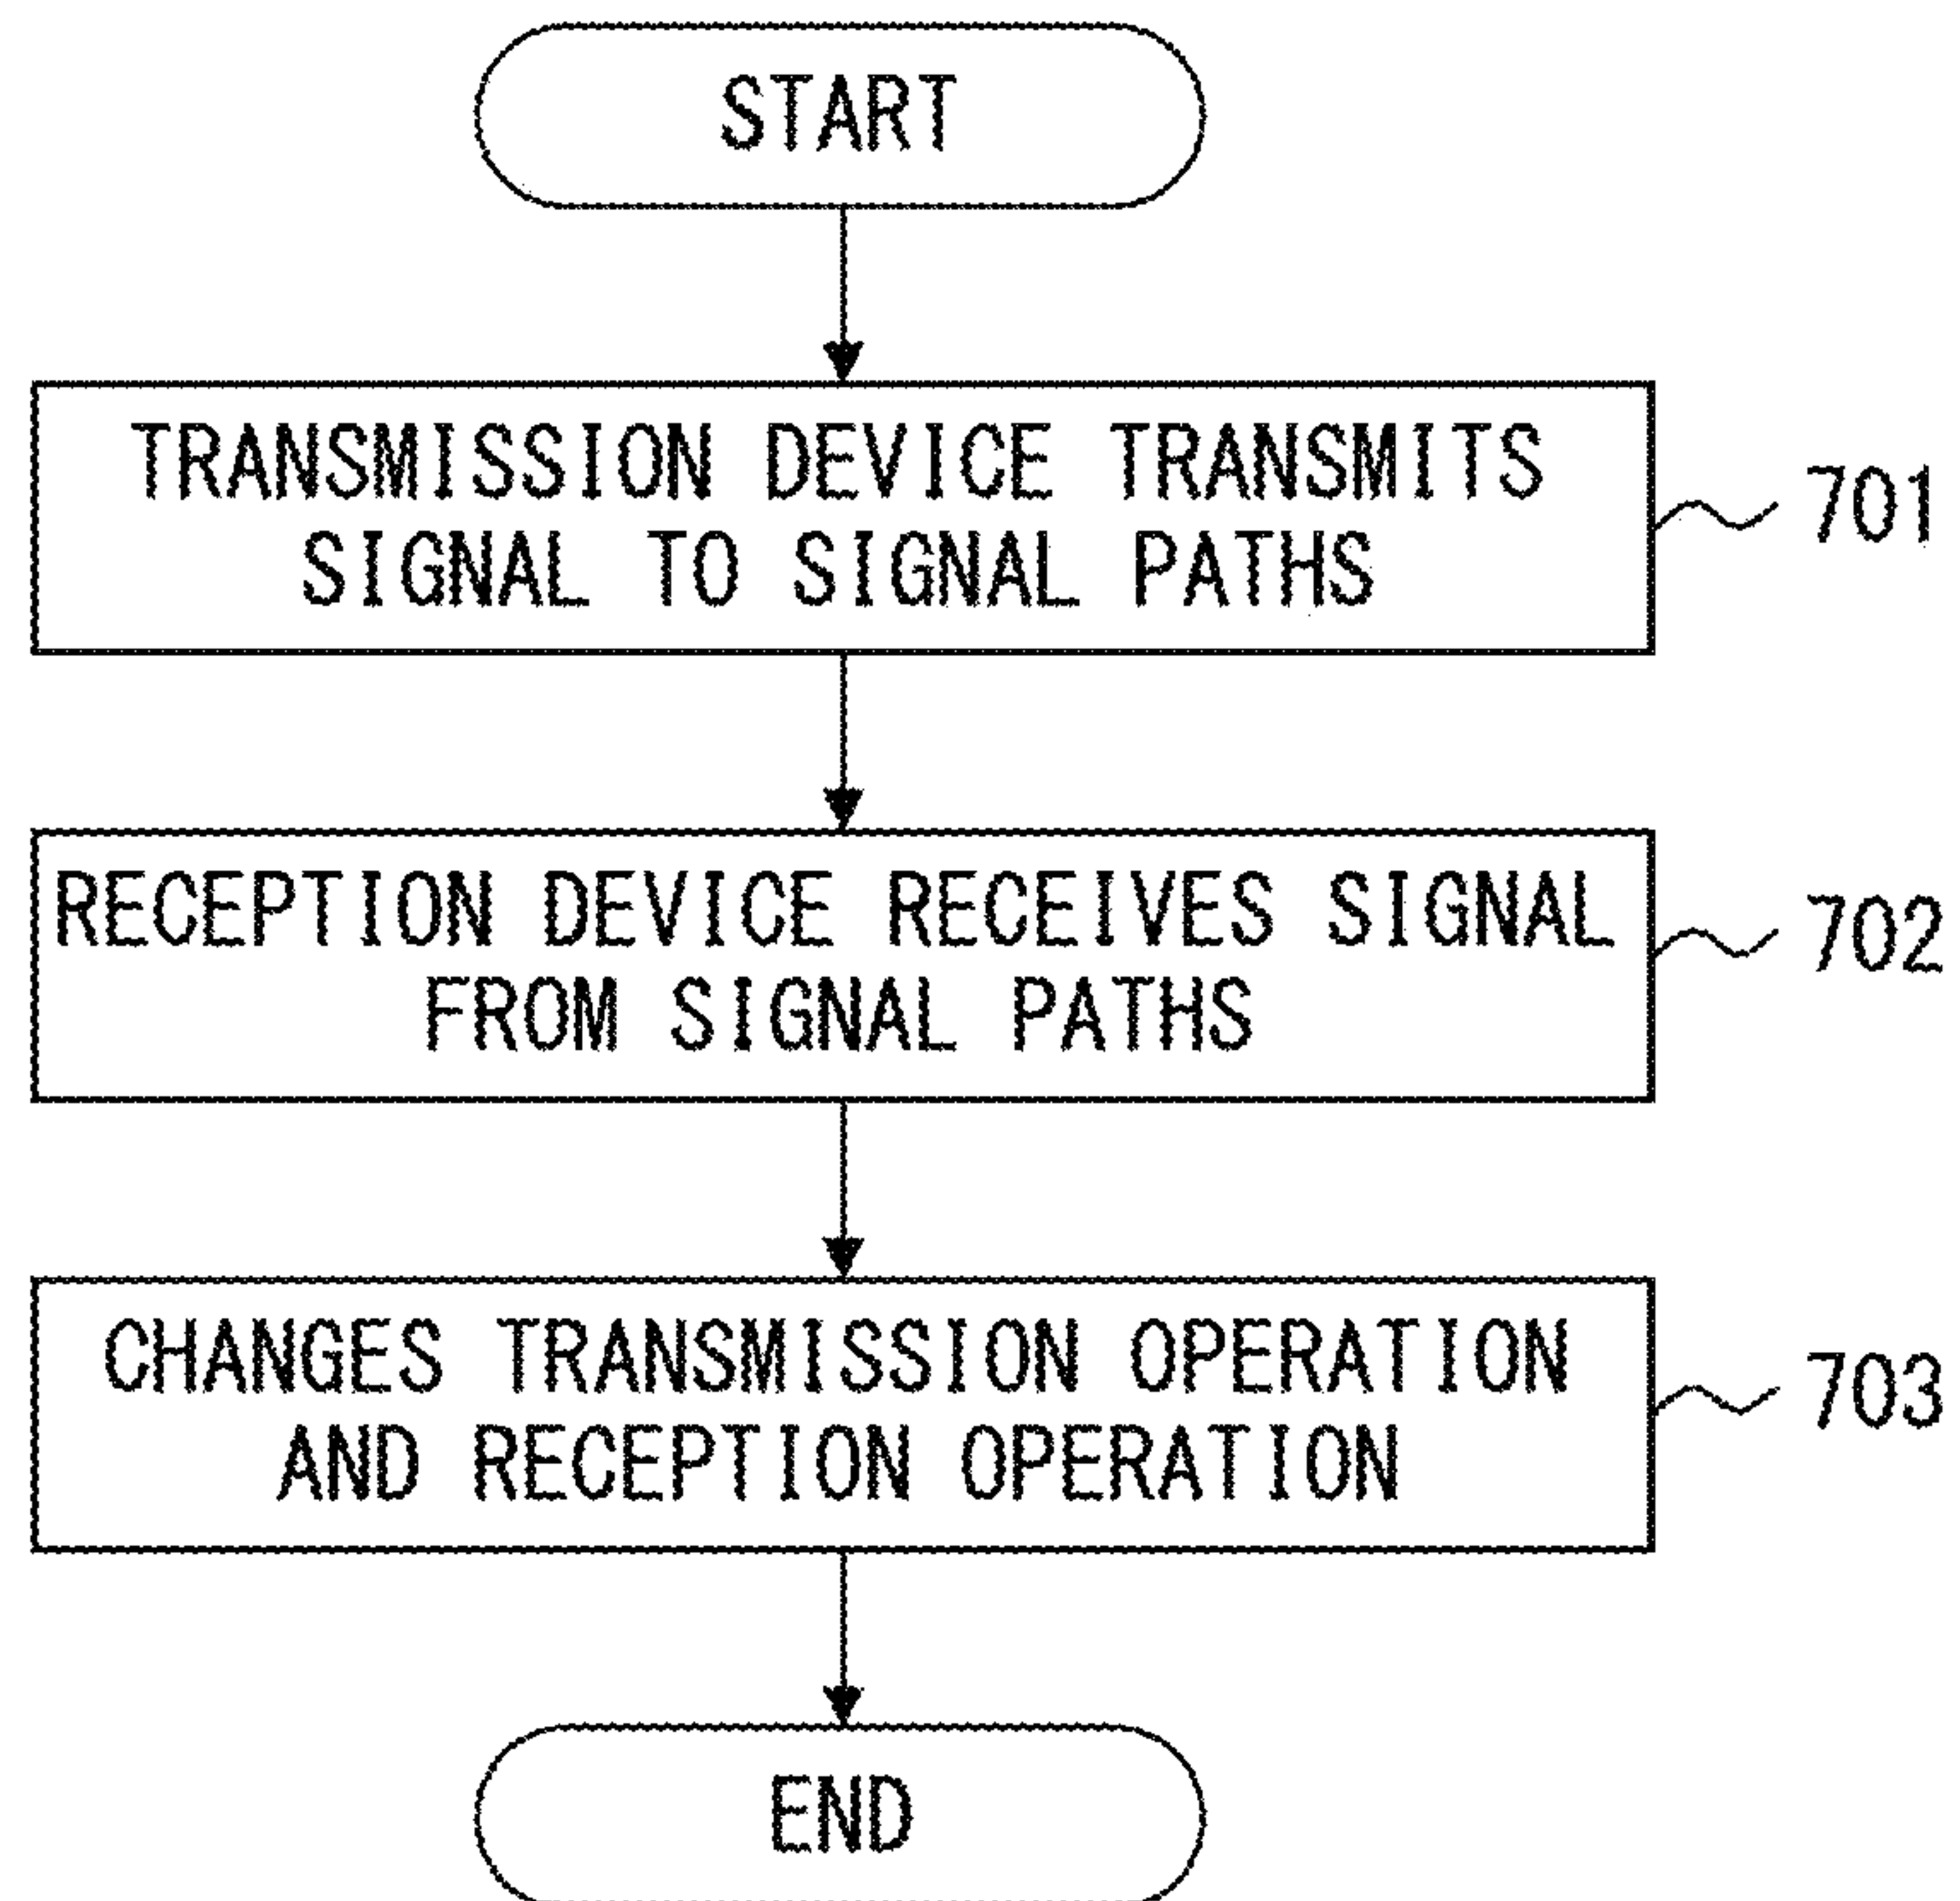 START
TRANSMISSION DEVICE TRANSMITS
SIGNAL TO SIGNAL PATHS
701
RECEPTION DEVICE RECEIVES SIGNAL
FROM SIGNAL PATHS
702
CHANGES TRANSMISSION OPERATION
AND RECEPTION OPERATION
703
END